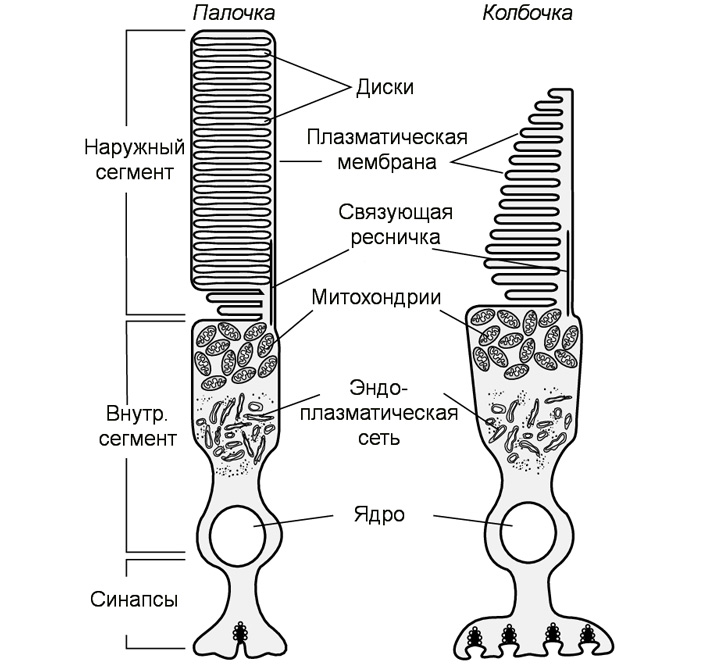 Палочка
Колбочка
Диски
Наружный
сегмент
Плазматическая
мембрана
Связующая
ресничка
Митохондрии
Эндо-
плазматическая
сеть
Внутр.
сегмент
Ядро
Синапсы